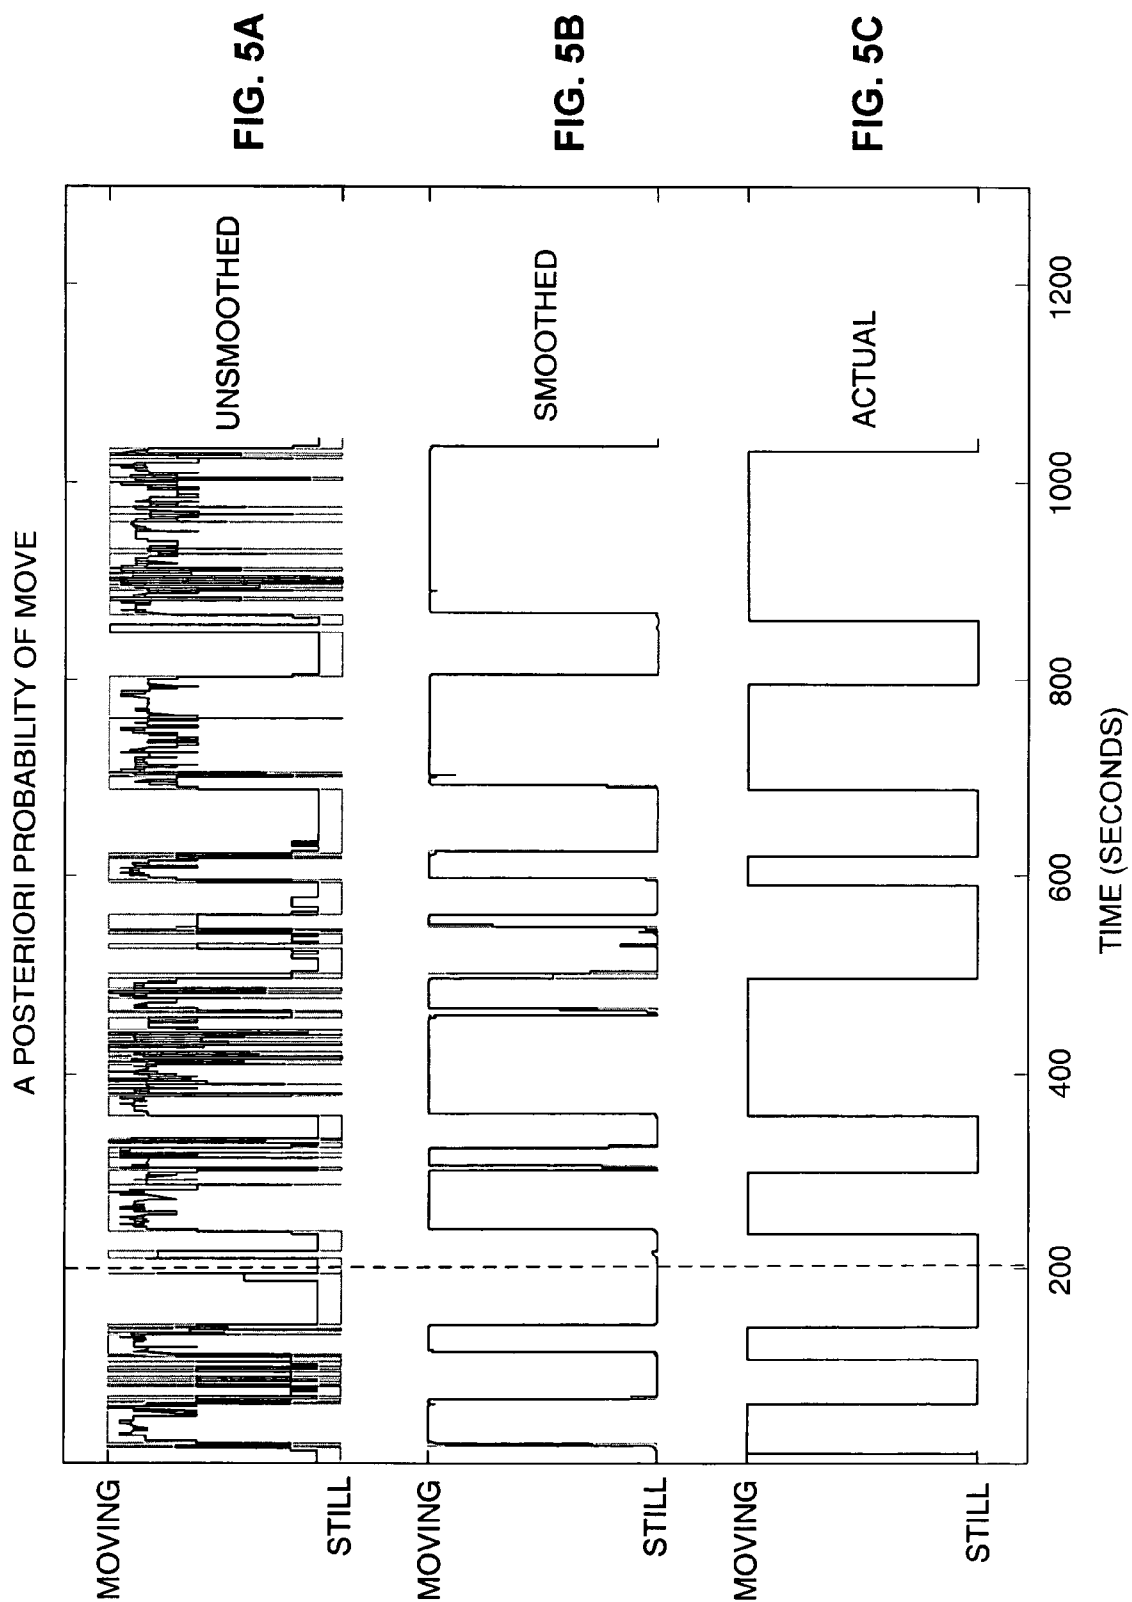 A POSTERIORI PROBABILITY OF MOVE
MOVING
STILL
UNSMOOTHED
FIG. 5A
MOVING
STILL
SMOOTHED
FIG. 5B
MOVING
STILL
ACTUAL
FIG. 5C
200 400 600 800 1000 1200
TIME (SECONDS)